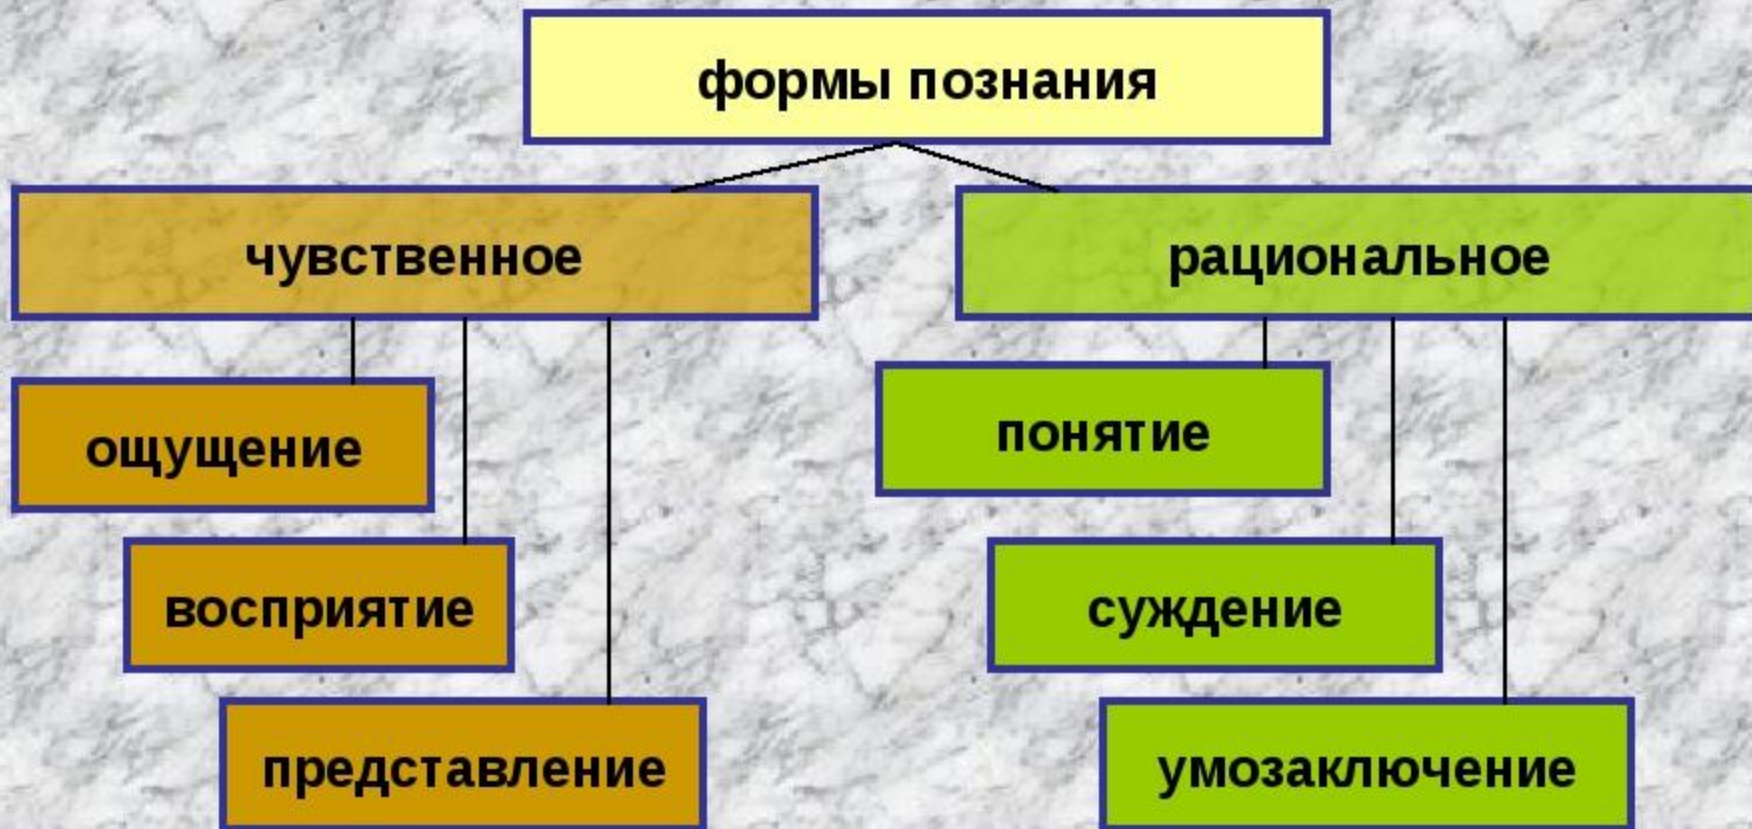 формы познания
чувственное
рациональное
ощущение
понятие
восприятие
суждение
представление
умозаключение